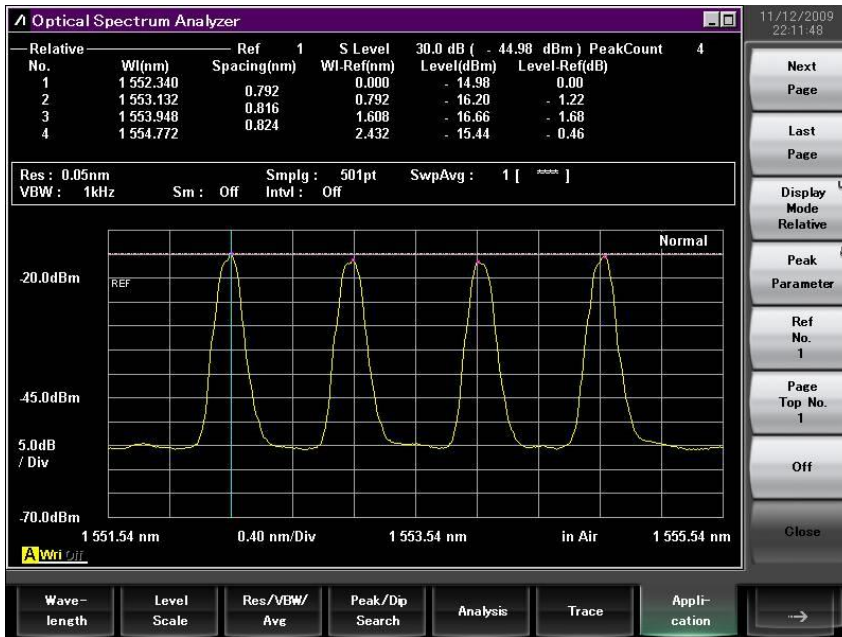 Optical Spectrum Analyzer
11/12/2009
22:11:48
Relative Ref 1 S Level 30.0 dB ( - 44.98 dBm ) PeakCount 4
No. Wl(nm) Spacing(nm) Wl-Ref(nm) Level(dBm) Level-Ref(dB)
1 1 552.340 0.000 - 14.98 0.00
0.792
2 1 553.132 0.792 - 16.20 - 1.22
0.816
3 1 553.948 1.608 - 16.66 - 1.68
0.824
4 1 554.772 2.432 - 15.44 - 0.46
Res : 0.05nm Smplg : 501pt SwpAvg : 1 [ **** ]
VBW : 1kHz Sm : Off Intvl : Off
Normal
-20.0dBm
REF
-45.0dBm
5.0dB
/ Div
-70.0dBm
1 551.54 nm 0.40 nm/Div 1 553.54 nm in Air 1 555.54 nm
A Wri Off
Next
Page
Last
Page
Display
Mode
Relative
Peak
Parameter
Ref
No.
1
Page
Top No.
1
Off
Close
Wave-
length
Level
Scale
Res/VBW/
Avg
Peak/Dip
Search
Analysis
Trace
Appli-
cation
→